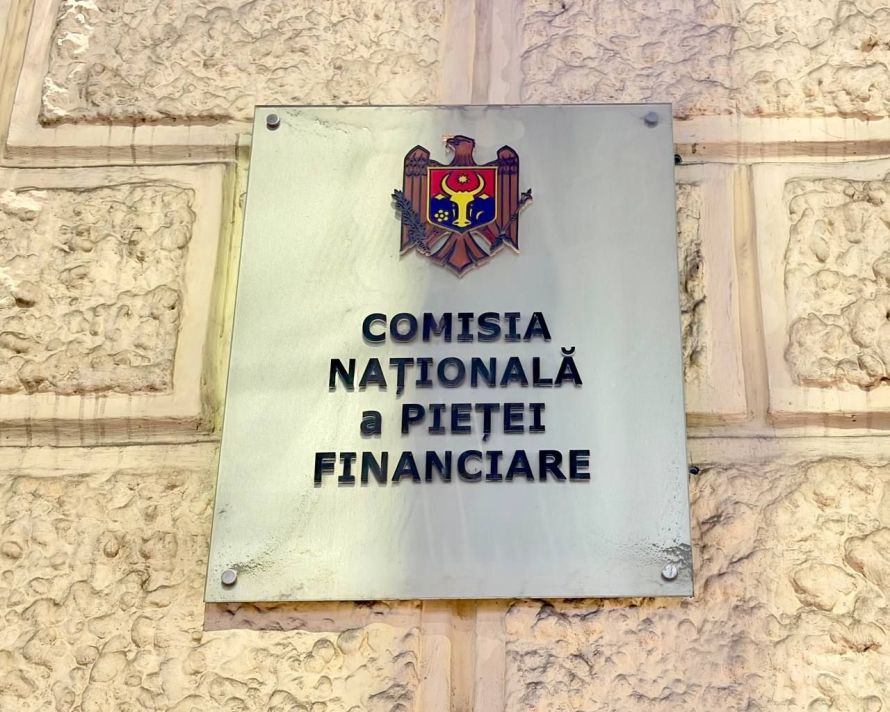 COMISIA
NAȚIONALĂ
a PIEȚEI
FINANCIARE